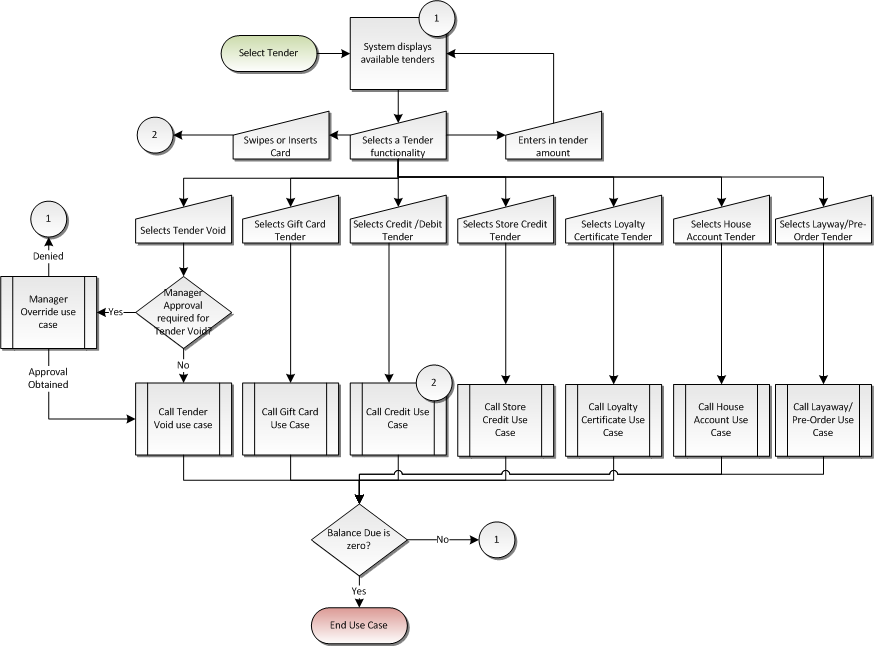 1
Select Tender
System displays
available tenders
2
Swipes or Inserts
Card
Selects a Tender
functionality
Enters in tender
amount
1
Selects Tender Void
Selects Gift Card
Tender
Selects Credit /Debit
Tender
Selects Store Credit
Tender
Selects Loyalty
Certificate Tender
Selects House
Account Tender
Selects Layway/Pre-
Order Tender
Denied
Manager
Override use
case
Yes
Manager
Approval
required for
Tender Void?
No
Approval
Obtained
2
Call Tender
Void use case
Call Gift Card
Use Case
Call Credit Use
Case
Call Store
Credit Use
Case
Call Loyalty
Certificate Use
Case
Call House
Account Use
Case
Call Layaway/
Pre-Order Use
Case
Balance Due is
zero?
No
1
Yes
End Use Case